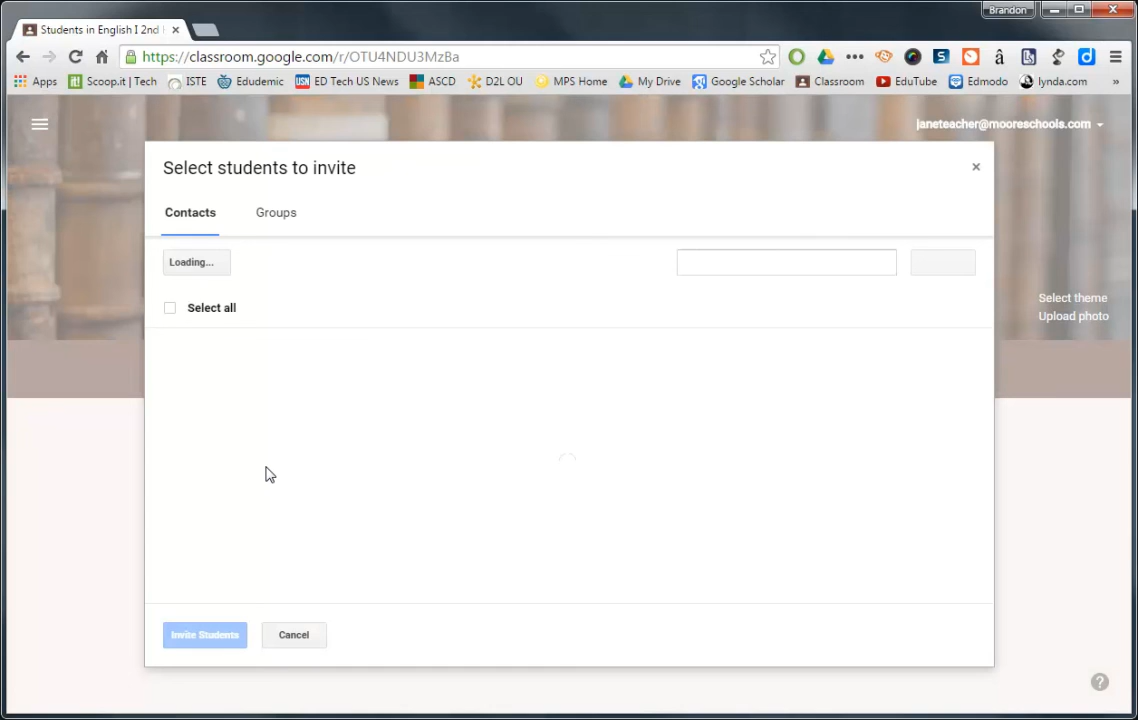 Brandon
Students in English I 2nd
https://classroom.google.com/r/OTU4NDU3MzBa
Apps it! Scoop.it | Tech ISTE Edudemic USN ED Tech US News ASCD D2L OU MPS Home My Drive Google Scholar Classroom EduTube Edmodo lynda.com »
janeteacher@mooreschools.com
Select students to invite
Contacts Groups
Loading...
Select all
Select theme
Upload photo
Invite Students Cancel
?